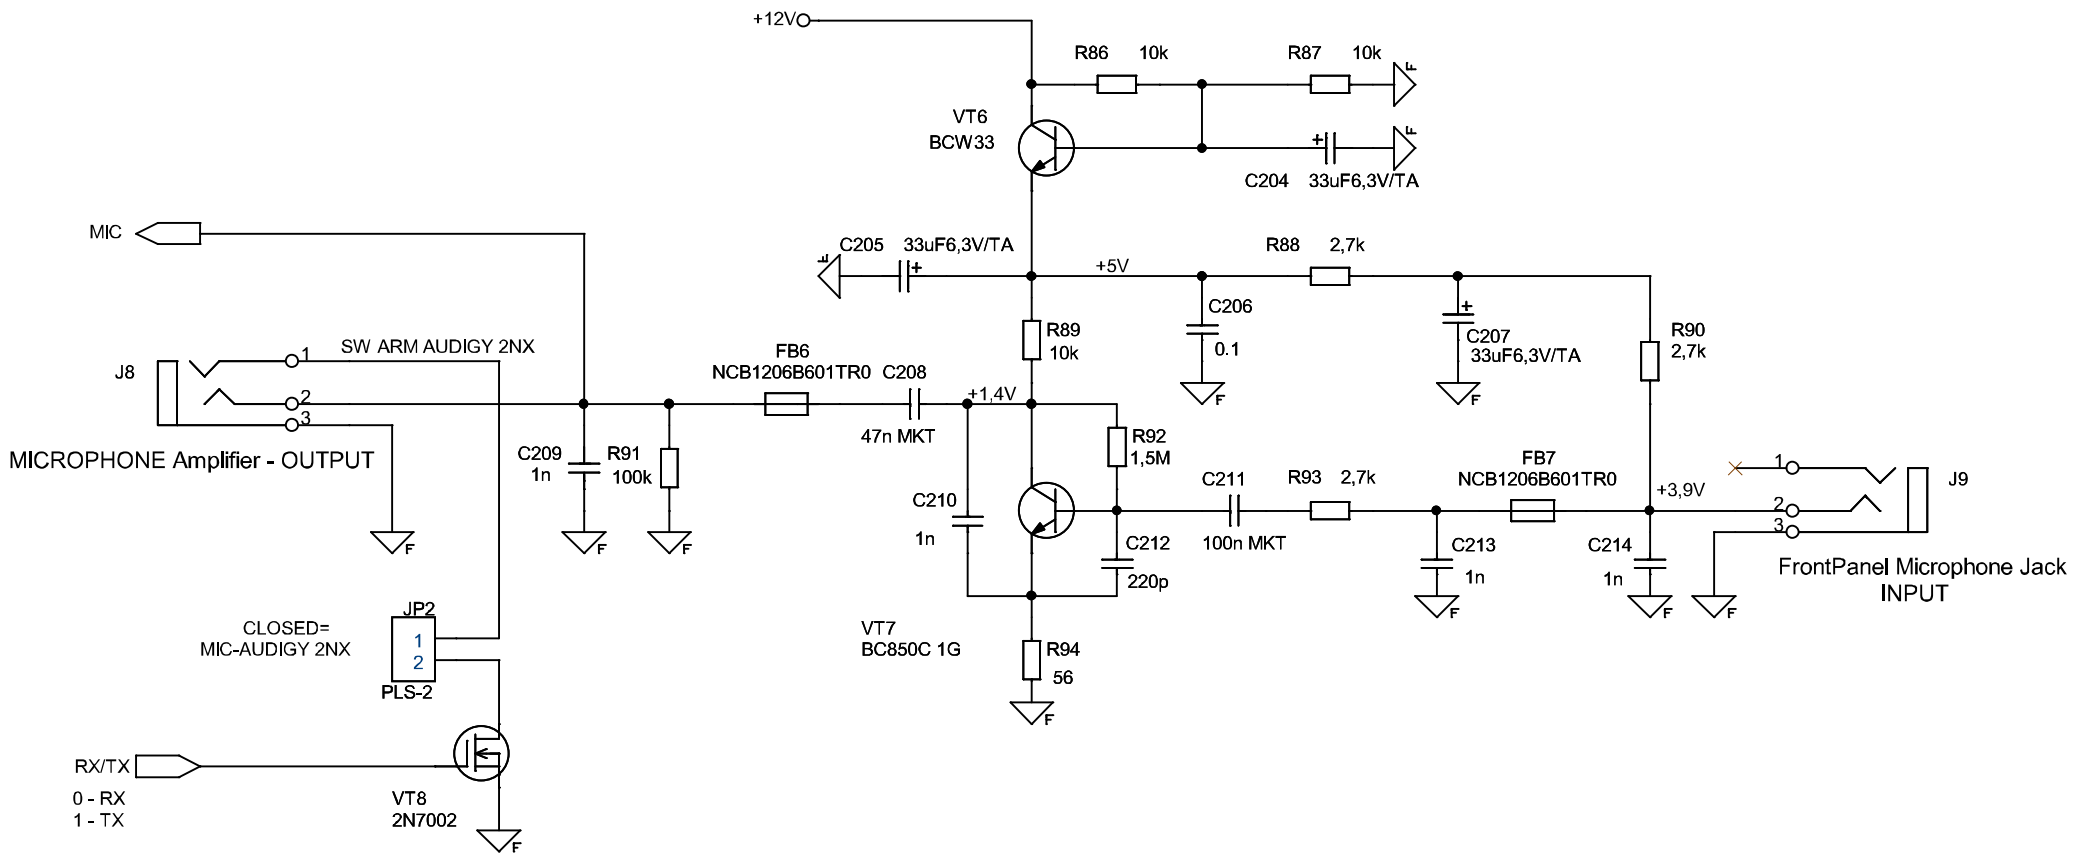 +12V
R86 10k
R87 10k
F
VT6
BCW33
F
C204 33uF6,3V/TA
MIC
C205 33uF6,3V/TA
F
+5V
R88 2,7k
C206
0.1
F
+
C207
33uF6,3V/TA
F
R90
2,7k
R89
10k
SW ARM AUDIGY 2NX
J8
1
2
3
MICROPHONE Amplifier - OUTPUT
FB6
NCB1206B601TR0
C208
47n MKT
+1,4V
R92
1,5M
C209
1n
R91
100k
F
F
F
C210
1n
C211
100n MKT
R93 2,7k
FB7
NCB1206B601TR0
+3,9V
1
2
3
J9
C212
220p
C213
1n
F
C214
1n
F
F
FrontPanel Microphone Jack
INPUT
JP2
CLOSED=
MIC-AUDIGY 2NX
1
2
PLS-2
VT7
BC850C 1G
R94
56
F
RX/TX
0 - RX
1 - TX
VT8
2N7002
F